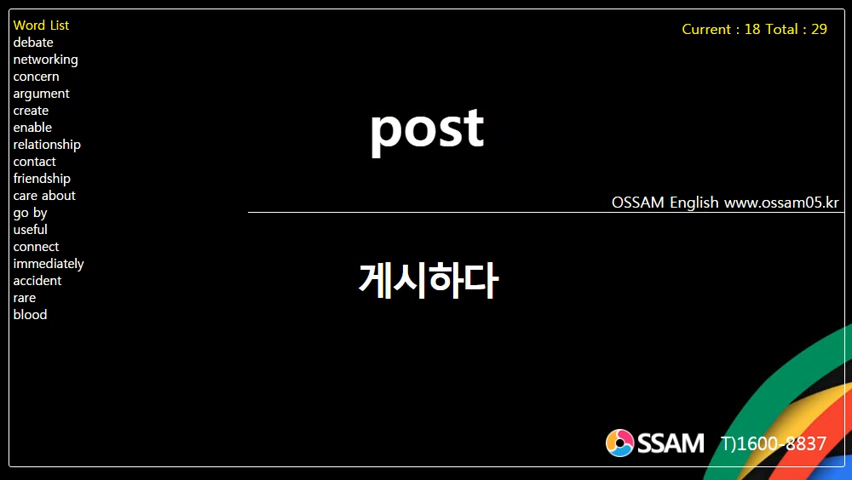 Word List
debate
networking
concern
argument
create
enable
relationship
contact
friendship
care about
go by
useful
connect
immediately
accident
rare
blood
Current : 18 Total : 29
post
OSSAM English www.ossam05.kr
게시하다
OSSAM T)1600-8837